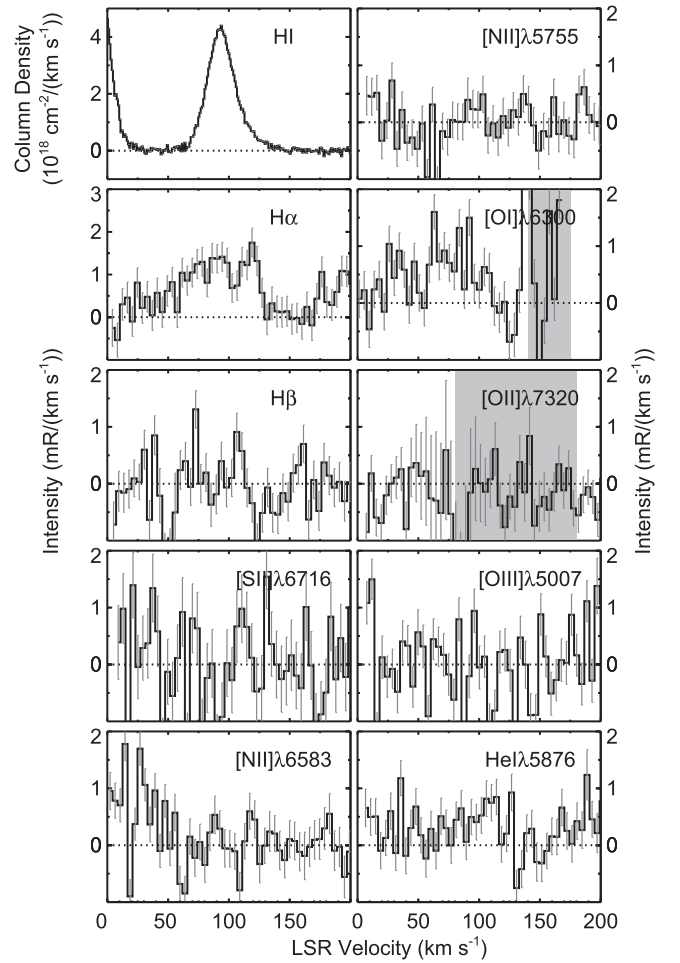 Column Density
(10¹⁸ cm⁻²/(km s⁻¹))
4
2
0
HI
[NII]λ5755
2
1
0
3
2
1
0
Hα
[OI]λ6300
2
1
0
Intensity (mR/(km s⁻¹))
2
1
0
Hβ
[OII]λ7320
2
1
0
Intensity (mR/(km s⁻¹))
2
1
0
[SII]λ6716
[OIII]λ5007
2
1
0
2
1
0
[NII]λ6583
HeIλ5876
2
1
0
0 50 100 150 0 50 100 150 200
LSR Velocity (km s⁻¹)